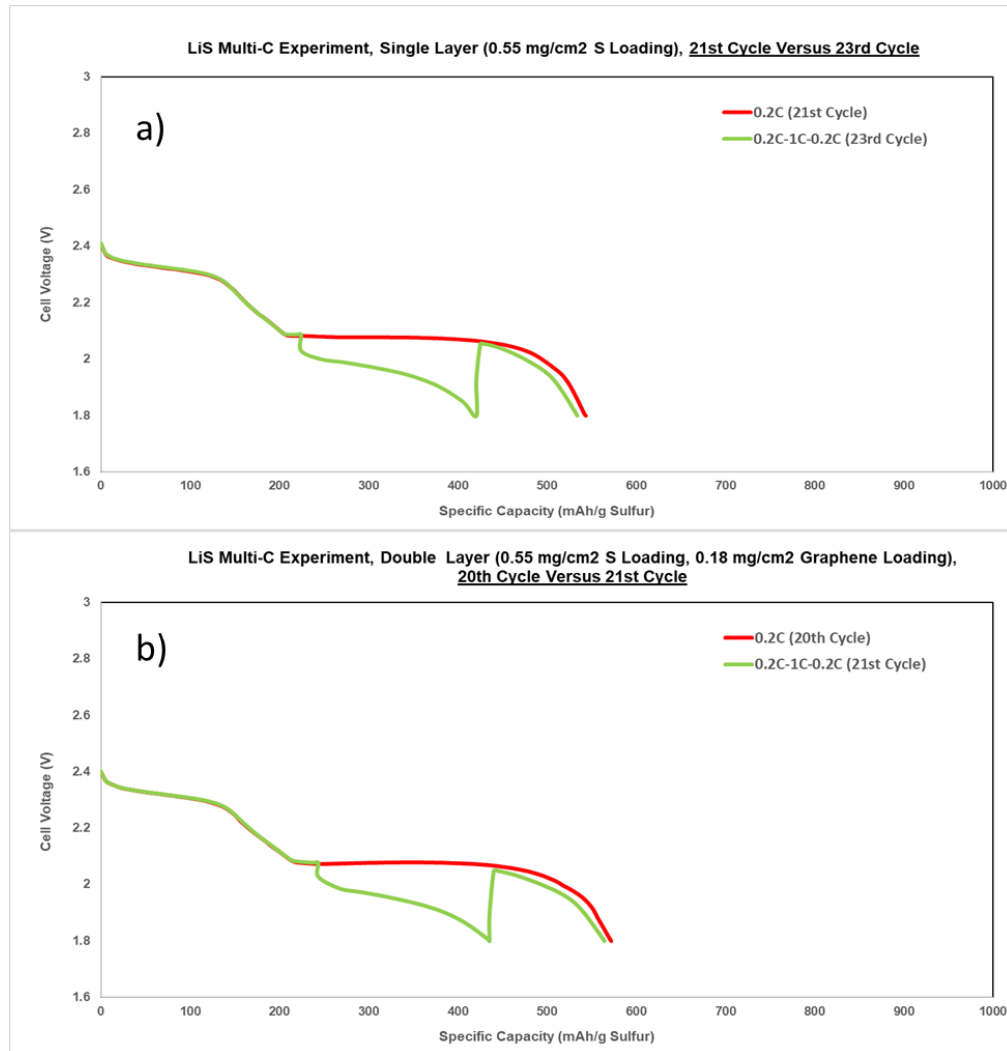 LiS Multi-C Experiment, Single Layer (0.55 mg/cm2 S Loading), 21st Cycle Versus 23rd Cycle
a)
0.2C (21st Cycle)
0.2C-1C-0.2C (23rd Cycle)
Cell Voltage (V)
3
2.8
2.6
2.4
2.2
2
1.8
1.6
0 100 200 300 400 500 600 700 800 900 1000
Specific Capacity (mAh/g Sulfur)
LiS Multi-C Experiment, Double Layer (0.55 mg/cm2 S Loading, 0.18 mg/cm2 Graphene Loading),
20th Cycle Versus 21st Cycle
b)
0.2C (20th Cycle)
0.2C-1C-0.2C (21st Cycle)
Cell Voltage (V)
3
2.8
2.6
2.4
2.2
2
1.8
1.6
0 100 200 300 400 500 600 700 800 900 1000
Specific Capacity (mAh/g Sulfur)